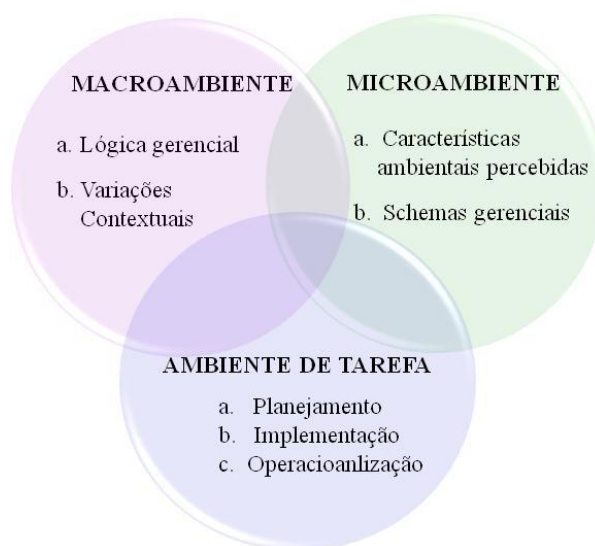 MACROAMBIENTE
a. Lógica gerencial
b. Variações
Contextuais
MICROAMBIENTE
a. Características
ambientais percebidas
b. Schemas gerenciais
AMBIENTE DE TAREFA
a. Planejamento
b. Implementação
c. Operacioanlização